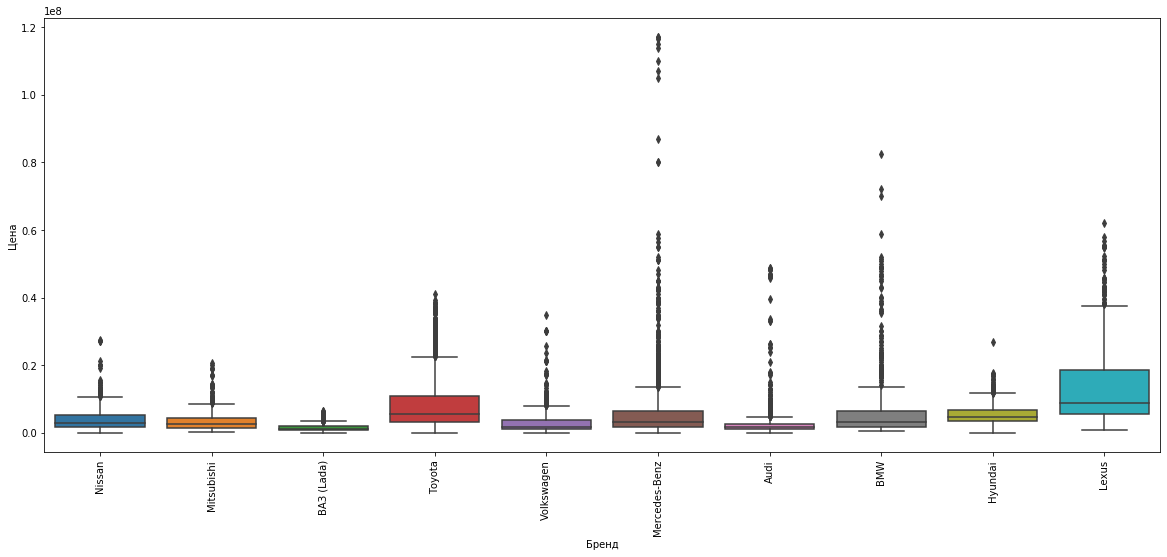 1e8
1.2
1.0
0.8
0.6
0.4
0.2
0.0
Цена
Nissan
Mitsubishi
ВАЗ (Lada)
Toyota
Volkswagen
Mercedes-Benz
Audi
BMW
Hyundai
Lexus
Бренд